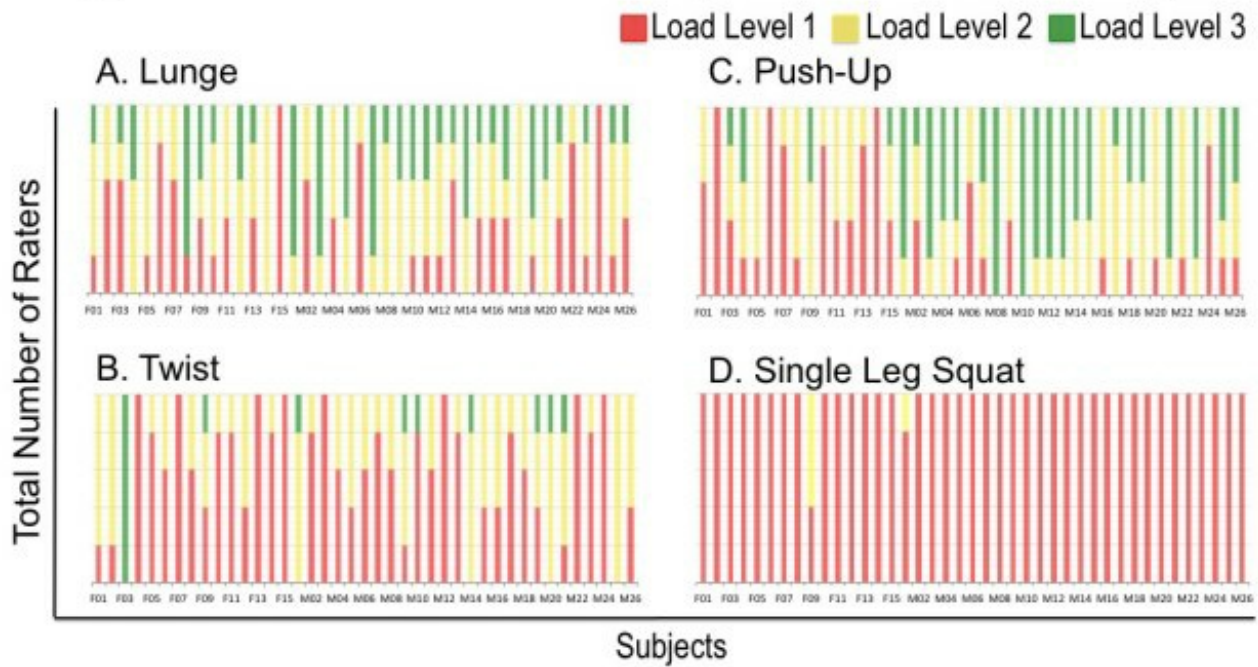 Load Level 1 Load Level 2 Load Level 3
A. Lunge
C. Push-Up
F01 F03 F05 F07 F09 F11 F13 F15 M02 M04 M06 M08 M10 M12 M14 M16 M18 M20 M22 M24 M26
F01 F03 F05 F07 F09 F11 F13 F15 M02 M04 M06 M08 M10 M12 M14 M16 M18 M20 M22 M24 M26
B. Twist
D. Single Leg Squat
F01 F03 F05 F07 F09 F11 F13 F15 M02 M04 M06 M08 M10 M12 M14 M16 M18 M20 M22 M24 M26
F01 F03 F05 F07 F09 F11 F13 F15 M02 M04 M06 M08 M10 M12 M14 M16 M18 M20 M22 M24 M26
Total Number of Raters
Subjects